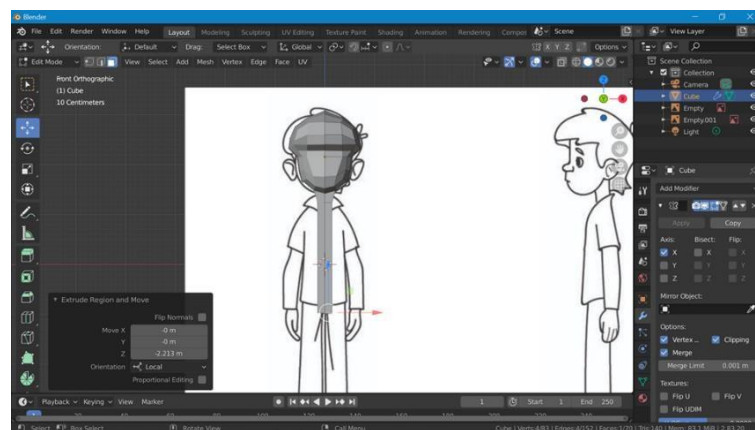 Blender
File Edit Render Window Help Layout Modeling Sculpting UV Editing Texture Paint Shading Animation Rendering Compo Scene View Layer
Orientation: Default Drag: Select Box Global X Y Z Options
Edit Mode View Select Add Mesh Vertex Edge Face UV
Front Orthographic
(1) Cube
10 Centimeters
Scene Collection
Collection
Camera
Cube
Empty
Empty.001
Light
Cube
Add Modifier
Apply Copy
Axis: Bisect: Flip:
X X X
Y Y Y
Z Z Z
Mirror Object:
Options:
Vertex .. Clipping
Merge
Merge Limit 0.001 m
Textures:
Flip U Flip V
Flip UDIM
Extrude Region and Move
Flip Normals
Move X -0 m
Y -0 m
Z -2.213 m
Orientation Local
Proportional Editing
Playback Keying View Marker 1 Start 1 End 250
Select Box Select Rotate View Call Menu